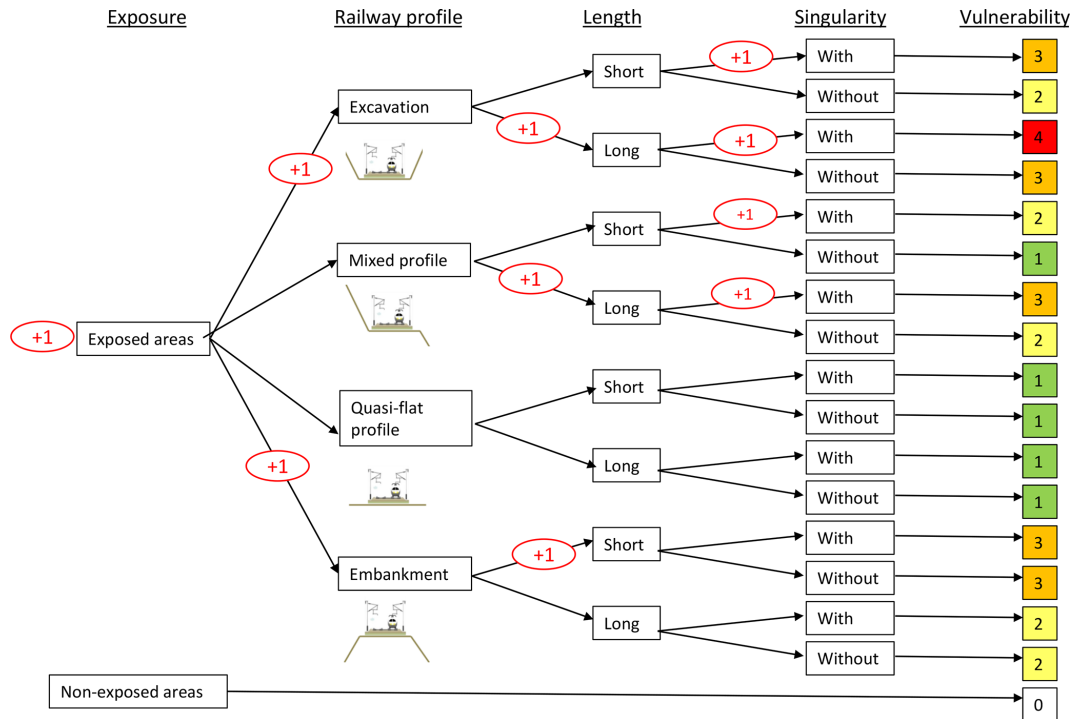 Exposure Railway profile Length Singularity Vulnerability
+1 With 3
Short
Without 2
Excavation
+1 +1 With 4
Long
+1 Without 3
+1 With 2
Short
Without 1
Mixed profile
+1 +1 With 3
Long
+1 Exposed areas Without 2
With 1
Short
Quasi-flat
profile
Without 1
With 1
+1 Long
Without 1
With 3
+1 Short
Embankment Without 3
With 2
Long
Without 2
Non-exposed areas 0